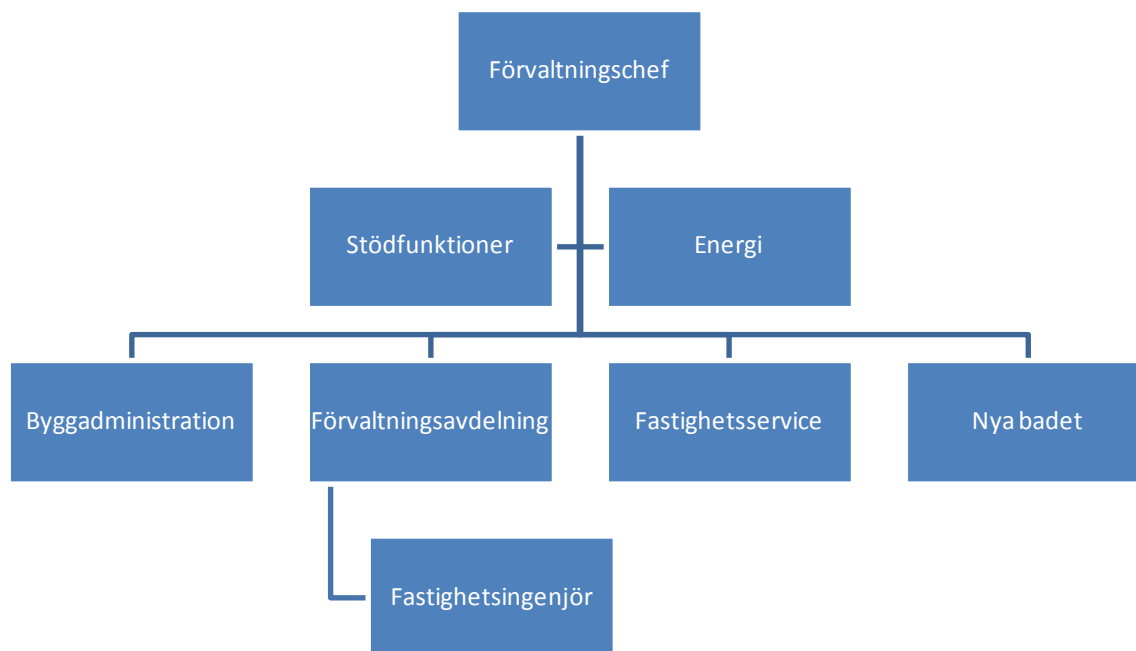 Förvaltningschef
Stödfunktioner
Energi
Byggadministration
Förvaltningsavdelning
Fastighetsservice
Nya badet
Fastighetsingenjör